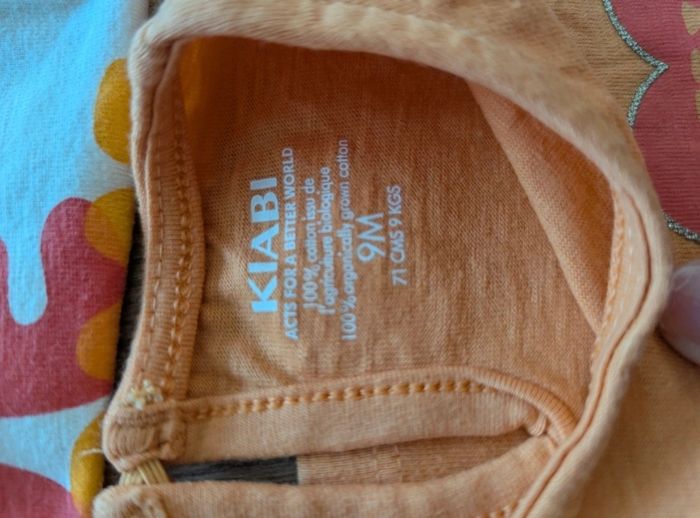 KIABI
ACTS FOR A BETTER WORLD
100% coton issu de
l'agriculture biologique
100% organically grown cotton
9M
71 CMS 9 KGS